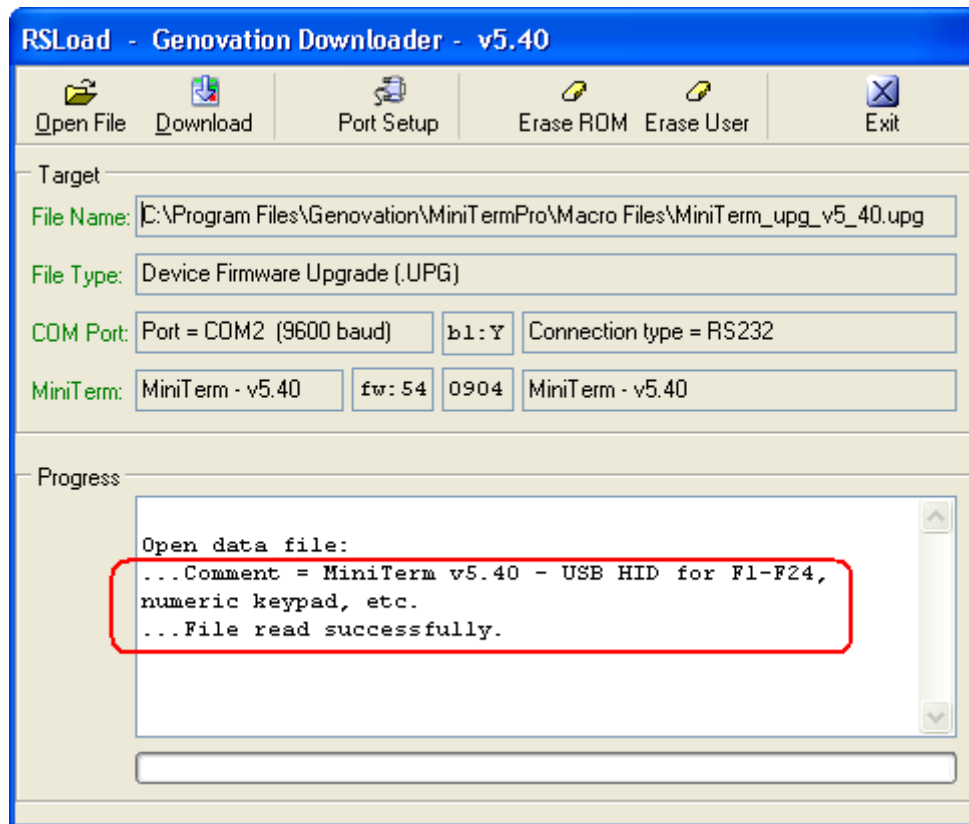 RSLoad - Genovation Downloader - v5.40
Open File Download Port Setup Erase ROM Erase User Exit
Target
File Name: C:\Program Files\Genovation\MiniTermPro\Macro Files\MiniTerm_upg_v5_40.upg
File Type: Device Firmware Upgrade (.UPG)
COM Port: Port = COM2 (9600 baud) bl:Y Connection type = RS232
MiniTerm: MiniTerm - v5.40 fw:54 0904 MiniTerm - v5.40
Progress
Open data file:
...Comment = MiniTerm v5.40 - USB HID for F1-F24,
numeric keypad, etc.
...File read successfully.